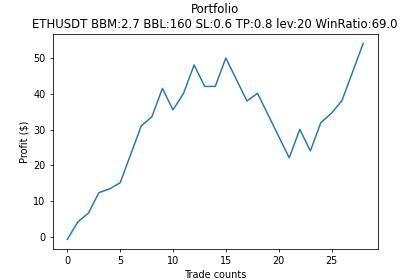 Portfolio
ETHUSDT BBM:2.7 BBL:160 SL:0.6 TP:0.8 lev:20 WinRatio:69.0
Profit ($)
50
40
30
20
10
0
0 5 10 15 20 25
Trade counts